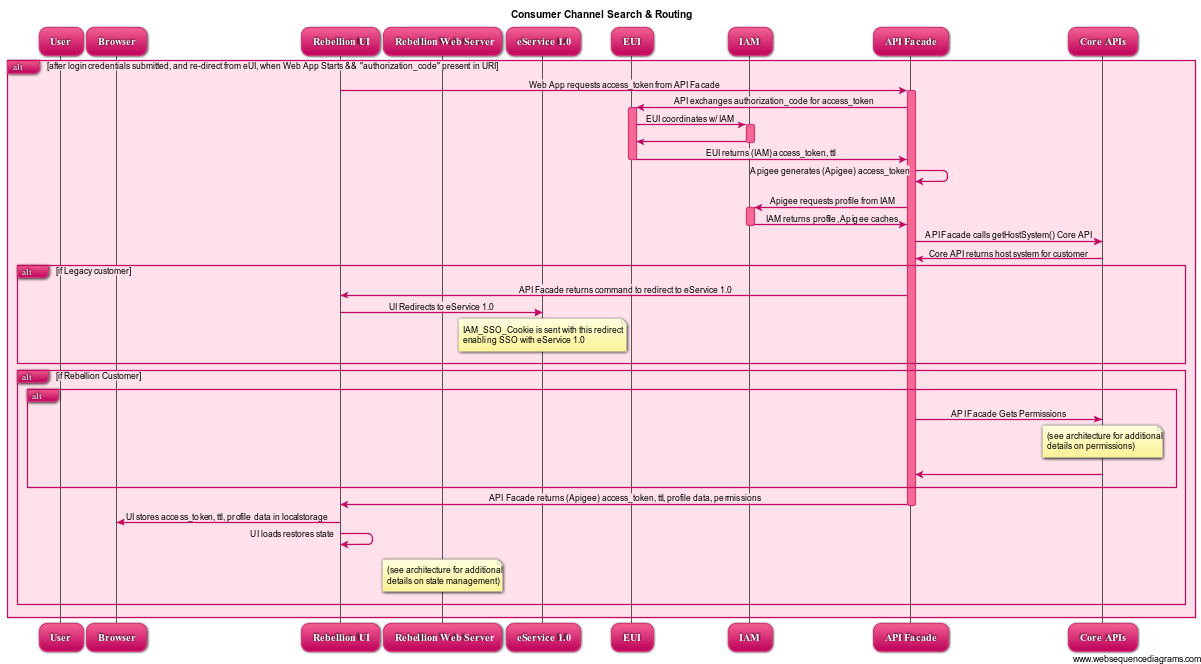 Consumer Channel Search & Routing
User
Browser
Rebellion UI
Rebellion Web Server
eService 1.0
EUI
IAM
API Facade
Core APIs
alt
[after login credentials submitted, and re-direct from eUI, when Web App Starts && "authorization_code" present in URI]
Web App requests access_token from API Facade
API exchanges authorization_code for access_token
EUI coordinates w/ IAM
EUI returns (IAM) access_token, ttl
Apigee generates (Apigee) access_token
Apigee requests profile from IAM
IAM returns profile, Apigee caches
API Facade calls getHostSystem() Core API
Core API returns host system for customer
alt
[if Legacy customer]
API Facade returns command to redirect to eService 1.0
UI Redirects to eService 1.0
IAM_SSO_Cookie is sent with this redirect
enabling SSO with eService 1.0
alt
[if Rebellion Customer]
alt
API Facade Gets Permissions
(see architecture for additional
details on permissions)
API Facade returns (Apigee) access_token, ttl, profile data, permissions
UI stores access_token, ttl, profile data in localstorage
UI loads restores state
(see architecture for additional
details on state management)
User
Browser
Rebellion UI
Rebellion Web Server
eService 1.0
EUI
IAM
API Facade
Core APIs
www.websequencediagrams.com